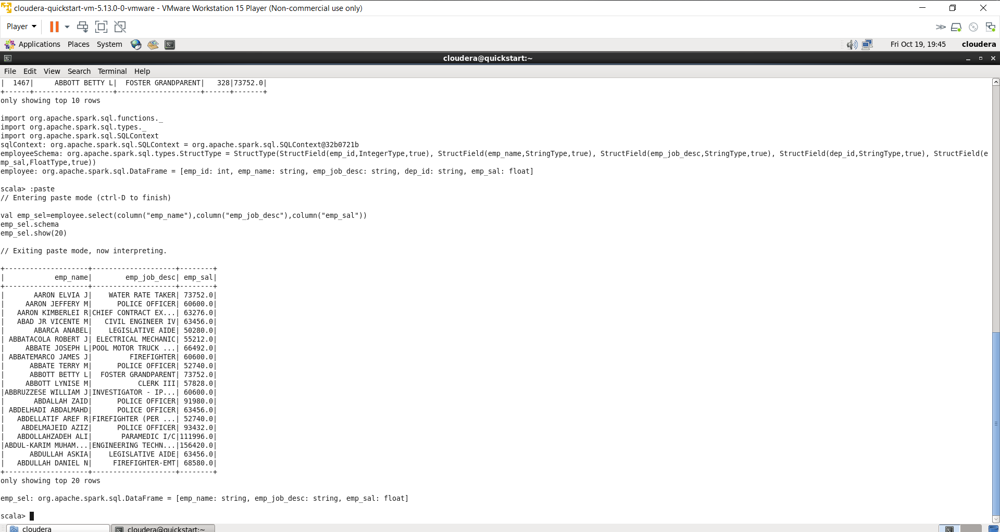 cloudera-quickstart-vm-5.13.0-0-vmware - VMware Workstation 15 Player (Non-commercial use only)
Player
Applications Places System Fri Oct 19, 19:45 cloudera
cloudera@quickstart:~
File Edit View Search Terminal Help
|  1467|     ABBOTT BETTY L|  FOSTER GRANDPARENT|   328|73752.0|
+------+-------------------+--------------------+------+-------+
only showing top 10 rows
import org.apache.spark.sql.functions._
import org.apache.spark.sql.types._
import org.apache.spark.sql.SQLContext
sqlContext: org.apache.spark.sql.SQLContext = org.apache.spark.sql.SQLContext@32b0721b
employeeSchema: org.apache.spark.sql.types.StructType = StructType(StructField(emp_id,IntegerType,true), StructField(emp_name,StringType,true), StructField(emp_job_desc,StringType,true), StructField(dep_id,StringType,true), StructField(e
mp_sal,FloatType,true))
employee: org.apache.spark.sql.DataFrame = [emp_id: int, emp_name: string, emp_job_desc: string, dep_id: string, emp_sal: float]
scala> :paste
// Entering paste mode (ctrl-D to finish)
val emp_sel=employee.select(column("emp_name"),column("emp_job_desc"),column("emp_sal"))
emp_sel.schema
emp_sel.show(20)
// Exiting paste mode, now interpreting.
+--------------------+--------------------+--------+
|            emp_name|        emp_job_desc| emp_sal|
+--------------------+--------------------+--------+
|       AARON ELVIA J|    WATER RATE TAKER| 73752.0|
|     AARON JEFFERY M|      POLICE OFFICER| 60600.0|
|   AARON KIMBERLEI R|CHIEF CONTRACT EX...| 63276.0|
|   ABAD JR VICENTE M|   CIVIL ENGINEER IV| 63456.0|
|       ABARCA ANABEL|    LEGISLATIVE AIDE| 50280.0|
| ABBATACOLA ROBERT J| ELECTRICAL MECHANIC| 55212.0|
|     ABBATE JOSEPH L|POOL MOTOR TRUCK ...| 66492.0|
| ABBATEMARCO JAMES J|         FIREFIGHTER| 60600.0|
|      ABBATE TERRY M|      POLICE OFFICER| 52740.0|
|      ABBOTT BETTY L|  FOSTER GRANDPARENT| 73752.0|
|     ABBOTT LYNISE M|           CLERK III| 57828.0|
|ABBRUZZESE WILLIAM J|INVESTIGATOR - IP...| 60600.0|
|       ABDALLAH ZAID|      POLICE OFFICER| 91980.0|
| ABDELHADI ABDALMAHD|      POLICE OFFICER| 63456.0|
|   ABDELLATIF AREF R|FIREFIGHTER (PER ...| 52740.0|
|    ABDELMAJEID AZIZ|      POLICE OFFICER| 93432.0|
|   ABDOLLAHZADEH ALI|       PARAMEDIC I/C|111996.0|
|ABDUL-KARIM MUHAM...|ENGINEERING TECHN...|156420.0|
|      ABDULLAH ASKIA|    LEGISLATIVE AIDE| 63456.0|
|   ABDULLAH DANIEL N|     FIREFIGHTER-EMT| 68580.0|
+--------------------+--------------------+--------+
only showing top 20 rows
emp_sel: org.apache.spark.sql.DataFrame = [emp_name: string, emp_job_desc: string, emp_sal: float]
scala>
cloudera cloudera@quickstart:~